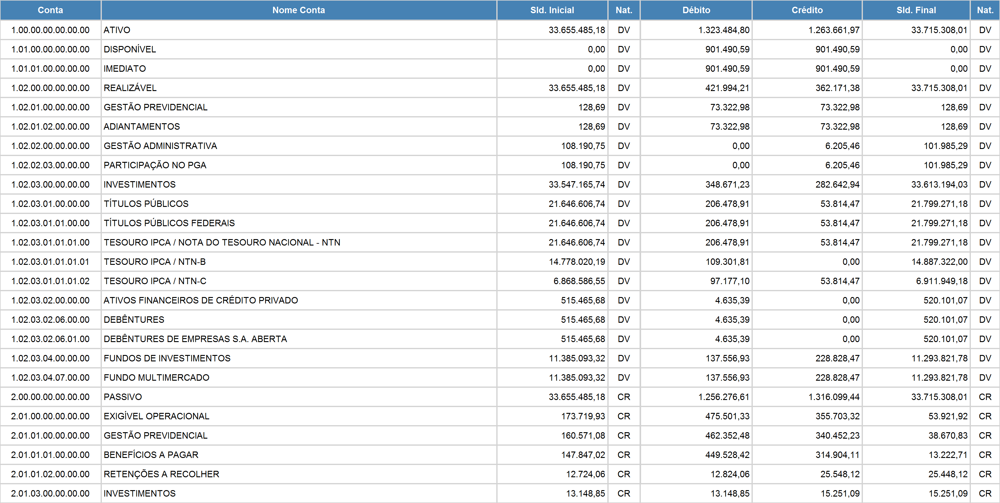 Conta Nome Conta Sld. Inicial Nat. Débito Crédito Sld. Final Nat.
1.00.00.00.00.00.00 ATIVO 33.655.485,18 DV 1.323.484,80 1.263.661,97 33.715.308,01 DV
1.01.00.00.00.00.00 DISPONÍVEL 0,00 DV 901.490,59 901.490,59 0,00 DV
1.01.01.00.00.00.00 IMEDIATO 0,00 DV 901.490,59 901.490,59 0,00 DV
1.02.00.00.00.00.00 REALIZÁVEL 33.655.485,18 DV 421.994,21 362.171,38 33.715.308,01 DV
1.02.01.00.00.00.00 GESTÃO PREVIDENCIAL 128,69 DV 73.322,98 73.322,98 128,69 DV
1.02.01.02.00.00.00 ADIANTAMENTOS 128,69 DV 73.322,98 73.322,98 128,69 DV
1.02.02.00.00.00.00 GESTÃO ADMINISTRATIVA 108.190,75 DV 0,00 6.205,46 101.985,29 DV
1.02.02.03.00.00.00 PARTICIPAÇÃO NO PGA 108.190,75 DV 0,00 6.205,46 101.985,29 DV
1.02.03.00.00.00.00 INVESTIMENTOS 33.547.165,74 DV 348.671,23 282.642,94 33.613.194,03 DV
1.02.03.01.00.00.00 TÍTULOS PÚBLICOS 21.646.606,74 DV 206.478,91 53.814,47 21.799.271,18 DV
1.02.03.01.01.00.00 TÍTULOS PÚBLICOS FEDERAIS 21.646.606,74 DV 206.478,91 53.814,47 21.799.271,18 DV
1.02.03.01.01.01.00 TESOURO IPCA / NOTA DO TESOURO NACIONAL - NTN 21.646.606,74 DV 206.478,91 53.814,47 21.799.271,18 DV
1.02.03.01.01.01.01 TESOURO IPCA / NTN-B 14.778.020,19 DV 109.301,81 0,00 14.887.322,00 DV
1.02.03.01.01.01.02 TESOURO IPCA / NTN-C 6.868.586,55 DV 97.177,10 53.814,47 6.911.949,18 DV
1.02.03.02.00.00.00 ATIVOS FINANCEIROS DE CRÉDITO PRIVADO 515.465,68 DV 4.635,39 0,00 520.101,07 DV
1.02.03.02.06.00.00 DEBÊNTURES 515.465,68 DV 4.635,39 0,00 520.101,07 DV
1.02.03.02.06.01.00 DEBÊNTURES DE EMPRESAS S.A. ABERTA 515.465,68 DV 4.635,39 0,00 520.101,07 DV
1.02.03.04.00.00.00 FUNDOS DE INVESTIMENTOS 11.385.093,32 DV 137.556,93 228.828,47 11.293.821,78 DV
1.02.03.04.07.00.00 FUNDO MULTIMERCADO 11.385.093,32 DV 137.556,93 228.828,47 11.293.821,78 DV
2.00.00.00.00.00.00 PASSIVO 33.655.485,18 CR 1.256.276,61 1.316.099,44 33.715.308,01 CR
2.01.00.00.00.00.00 EXIGÍVEL OPERACIONAL 173.719,93 CR 475.501,33 355.703,32 53.921,92 CR
2.01.01.00.00.00.00 GESTÃO PREVIDENCIAL 160.571,08 CR 462.352,48 340.452,23 38.670,83 CR
2.01.01.01.00.00.00 BENEFÍCIOS A PAGAR 147.847,02 CR 449.528,42 314.904,11 13.222,71 CR
2.01.01.02.00.00.00 RETENÇÕES A RECOLHER 12.724,06 CR 12.824,06 25.548,12 25.448,12 CR
2.01.03.00.00.00.00 INVESTIMENTOS 13.148,85 CR 13.148,85 15.251,09 15.251,09 CR